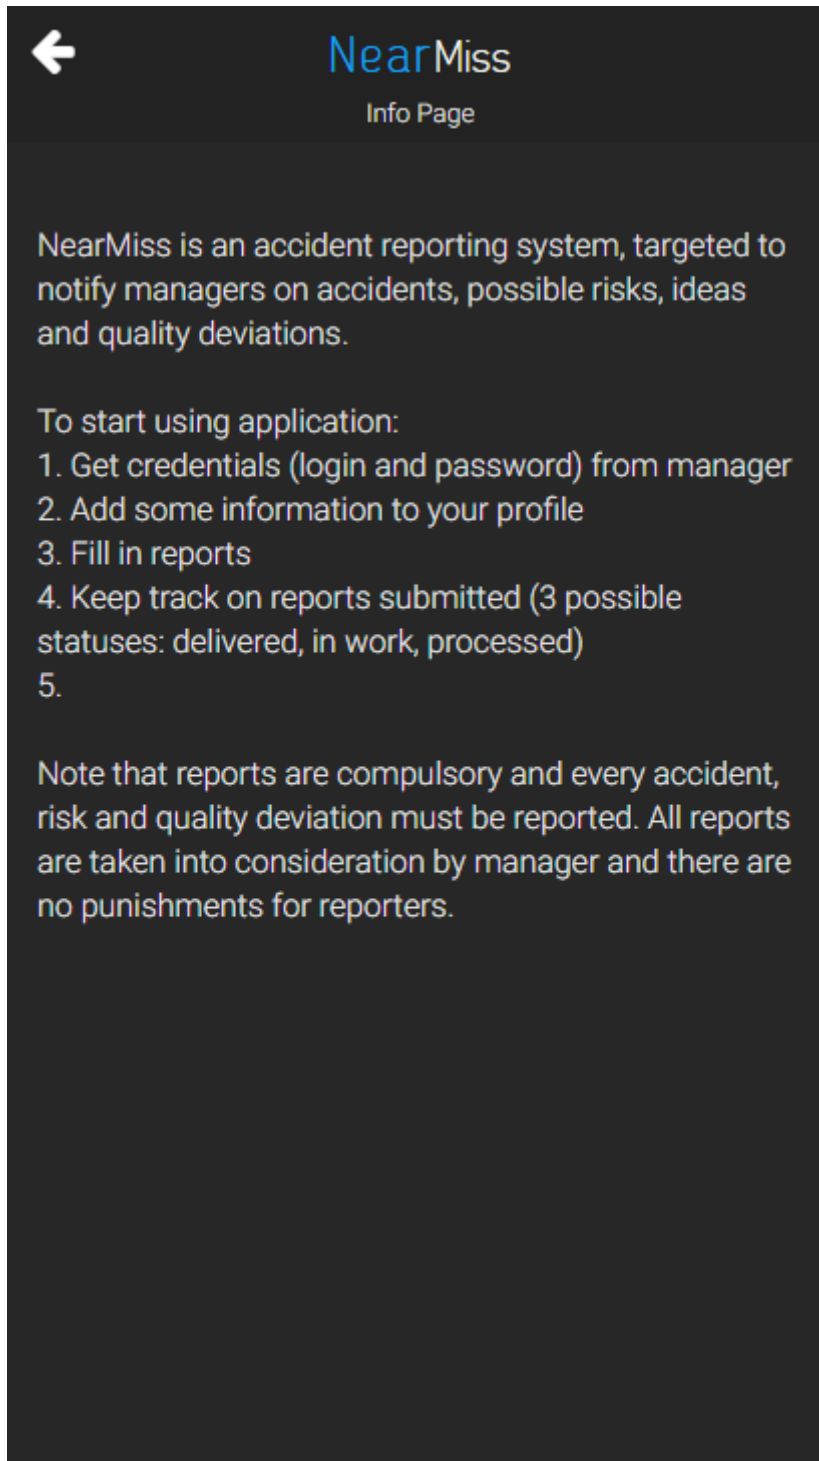 NearMiss
Info Page
NearMiss is an accident reporting system, targeted to
notify managers on accidents, possible risks, ideas
and quality deviations.
To start using application:
1. Get credentials (login and password) from manager
2. Add some information to your profile
3. Fill in reports
4. Keep track on reports submitted (3 possible
statuses: delivered, in work, processed)
5.
Note that reports are compulsory and every accident,
risk and quality deviation must be reported. All reports
are taken into consideration by manager and there are
no punishments for reporters.